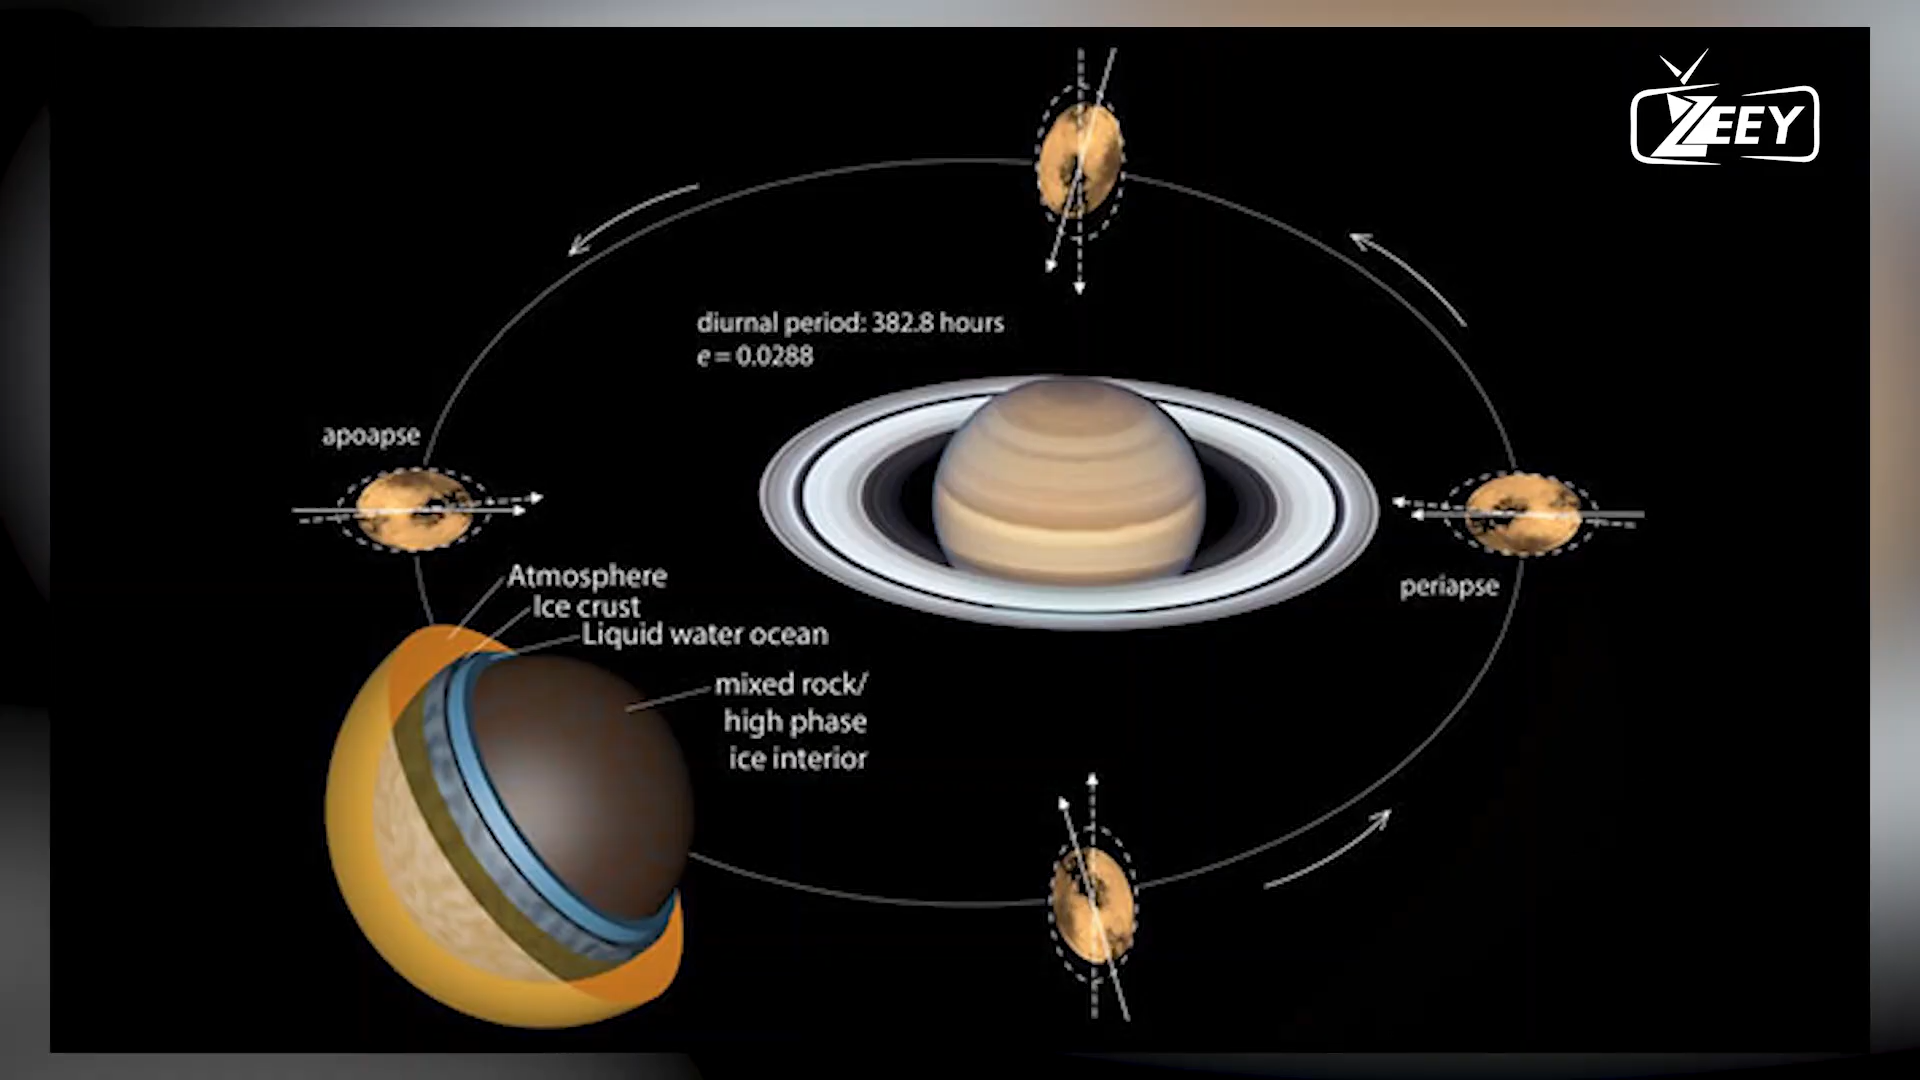 ZEEY
diurnal period: 382.8 hours
e = 0.0288
apoapse
periapse
Atmosphere
Ice crust
Liquid water ocean
mixed rock/
high phase
ice interior